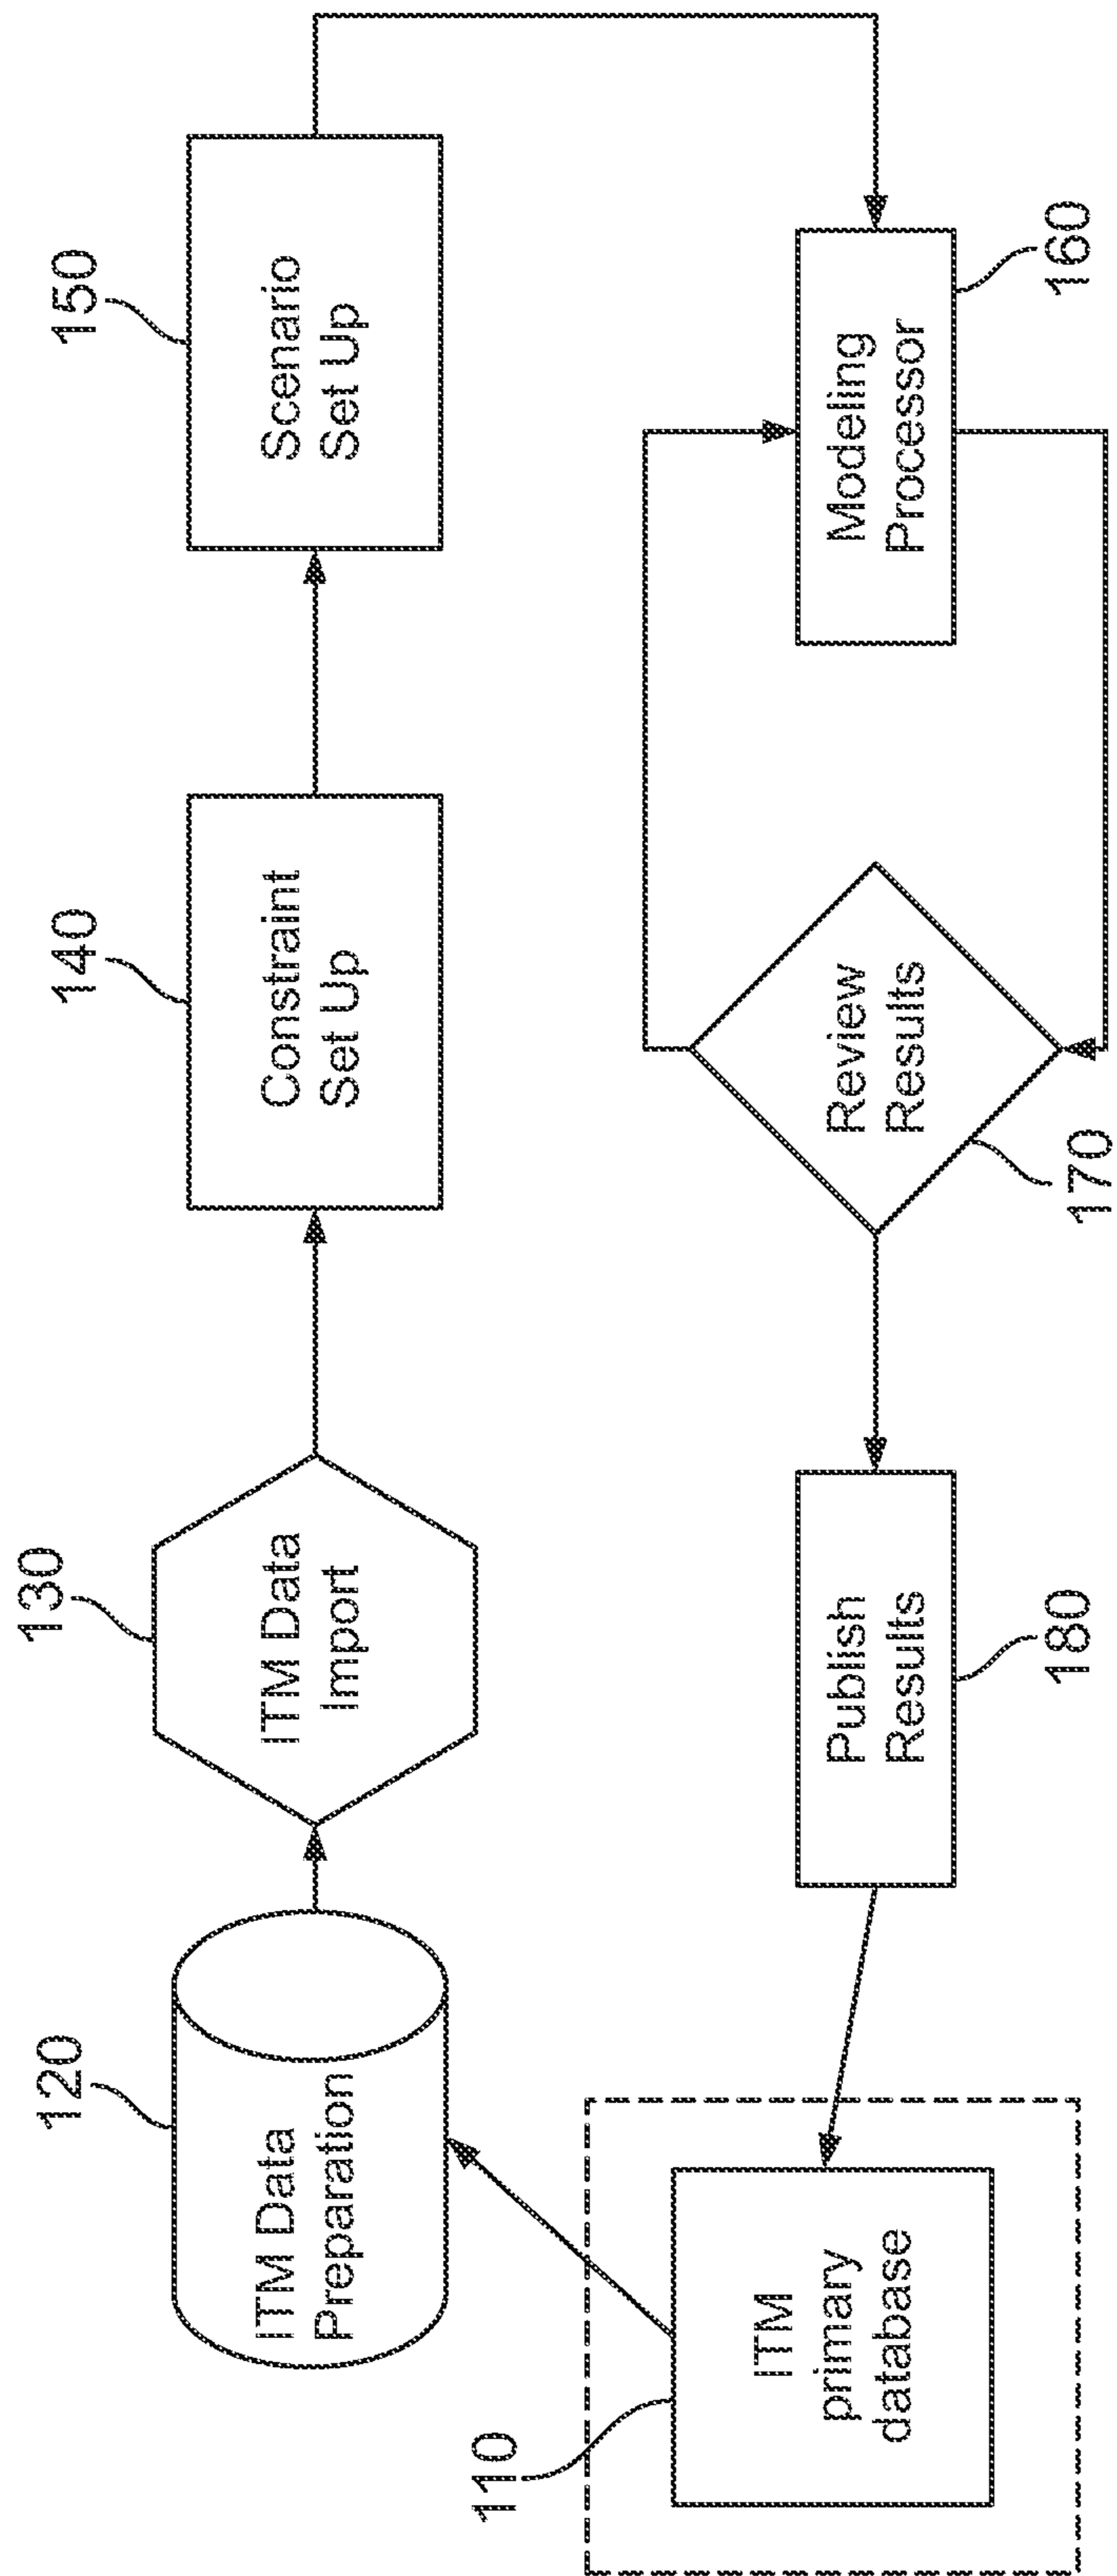 120
ITM Data
Preparation
130
ITM Data
Import
140
Constraint
Set Up
150
Scenario
Set Up
110
ITM
primary
database
Publish
Results
180
Review
Results
170
Modeling
Processor
160